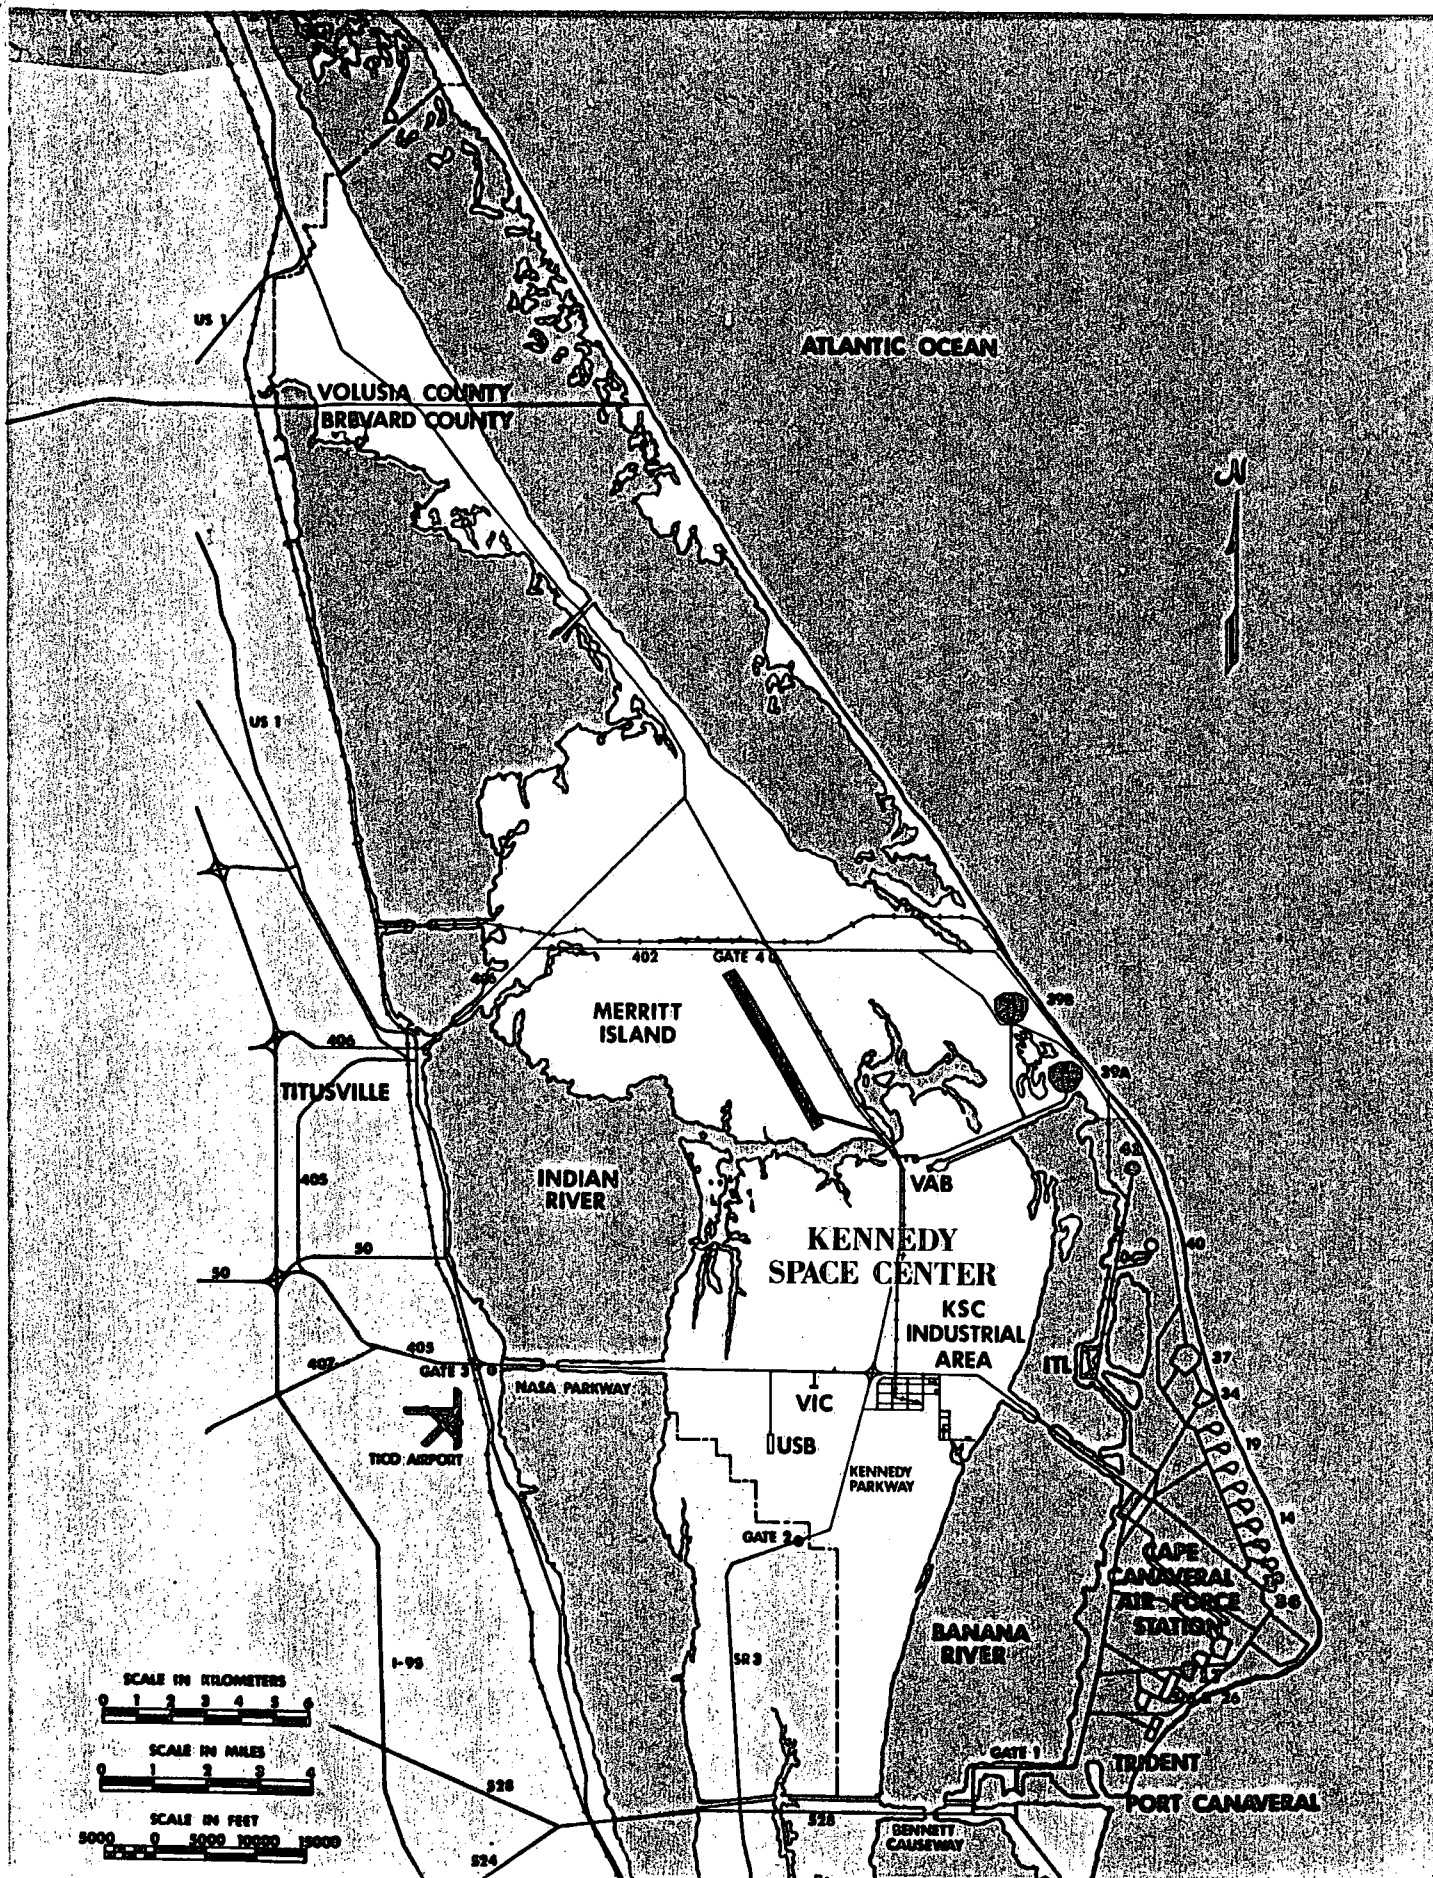 N
ATLANTIC OCEAN
US 1
VOLUSIA COUNTY
BREVARD COUNTY
US 1
402
GATE 4
MERRITT
ISLAND
39B
39A
406
TITUSVILLE
405
INDIAN
RIVER
VAB
41
KENNEDY
SPACE CENTER
40
50
50
KSC
INDUSTRIAL
AREA
ITL
37
407
405
GATE 3
NASA PARKWAY
VIC
34
TICO AIRPORT
USB
19
KENNEDY
PARKWAY
14
GATE 2
CAPE
CANAVERAL
AIR FORCE
STATION
36
BANANA
RIVER
I-95
SR 3
17
26
SCALE IN KILOMETERS
0 1 2 3 4 5 6
SCALE IN MILES
0 1 2 3 4
SCALE IN FEET
5000 0 5000 10000 15000
GATE 1
TRIDENT
PORT CANAVERAL
528
528
BENNETT
CAUSEWAY
524